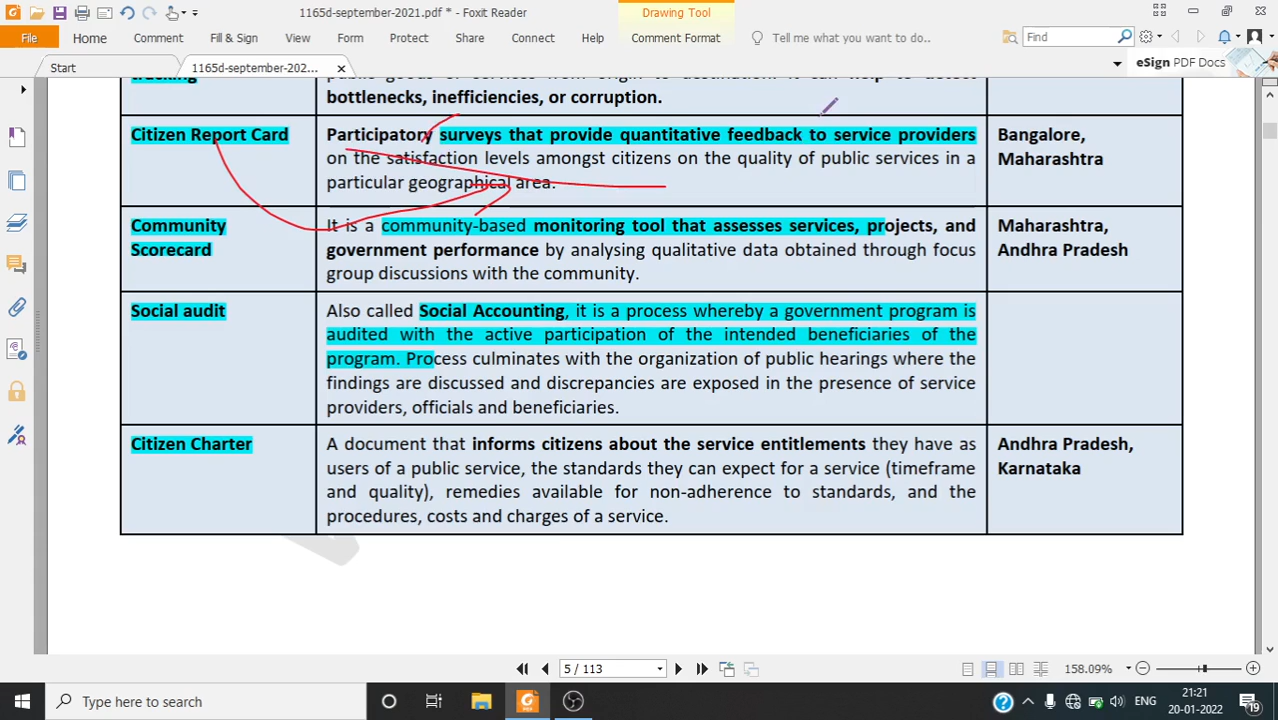 1165d-september-2021.pdf * - Foxit Reader
Drawing Tool
File
Home
Comment
Fill & Sign
View
Form
Protect
Share
Connect
Help
Comment Format
Tell me what you want to do..
Find
Start
1165d-september-202...
eSign PDF Docs
tracking
bottlenecks, inefficiencies, or corruption.
Citizen Report Card
Participatory surveys that provide quantitative feedback to service providers
on the satisfaction levels amongst citizens on the quality of public services in a
particular geographical area.
Bangalore,
Maharashtra
Community
Scorecard
It is a community-based monitoring tool that assesses services, projects, and
government performance by analysing qualitative data obtained through focus
group discussions with the community.
Maharashtra,
Andhra Pradesh
Social audit
Also called Social Accounting, it is a process whereby a government program is
audited with the active participation of the intended beneficiaries of the
program. Process culminates with the organization of public hearings where the
findings are discussed and discrepancies are exposed in the presence of service
providers, officials and beneficiaries.
Citizen Charter
A document that informs citizens about the service entitlements they have as
users of a public service, the standards they can expect for a service (timeframe
and quality), remedies available for non-adherence to standards, and the
procedures, costs and charges of a service.
Andhra Pradesh,
Karnataka
5 / 113
158.09%
Type here to search
ENG
21:21
20-01-2022
19